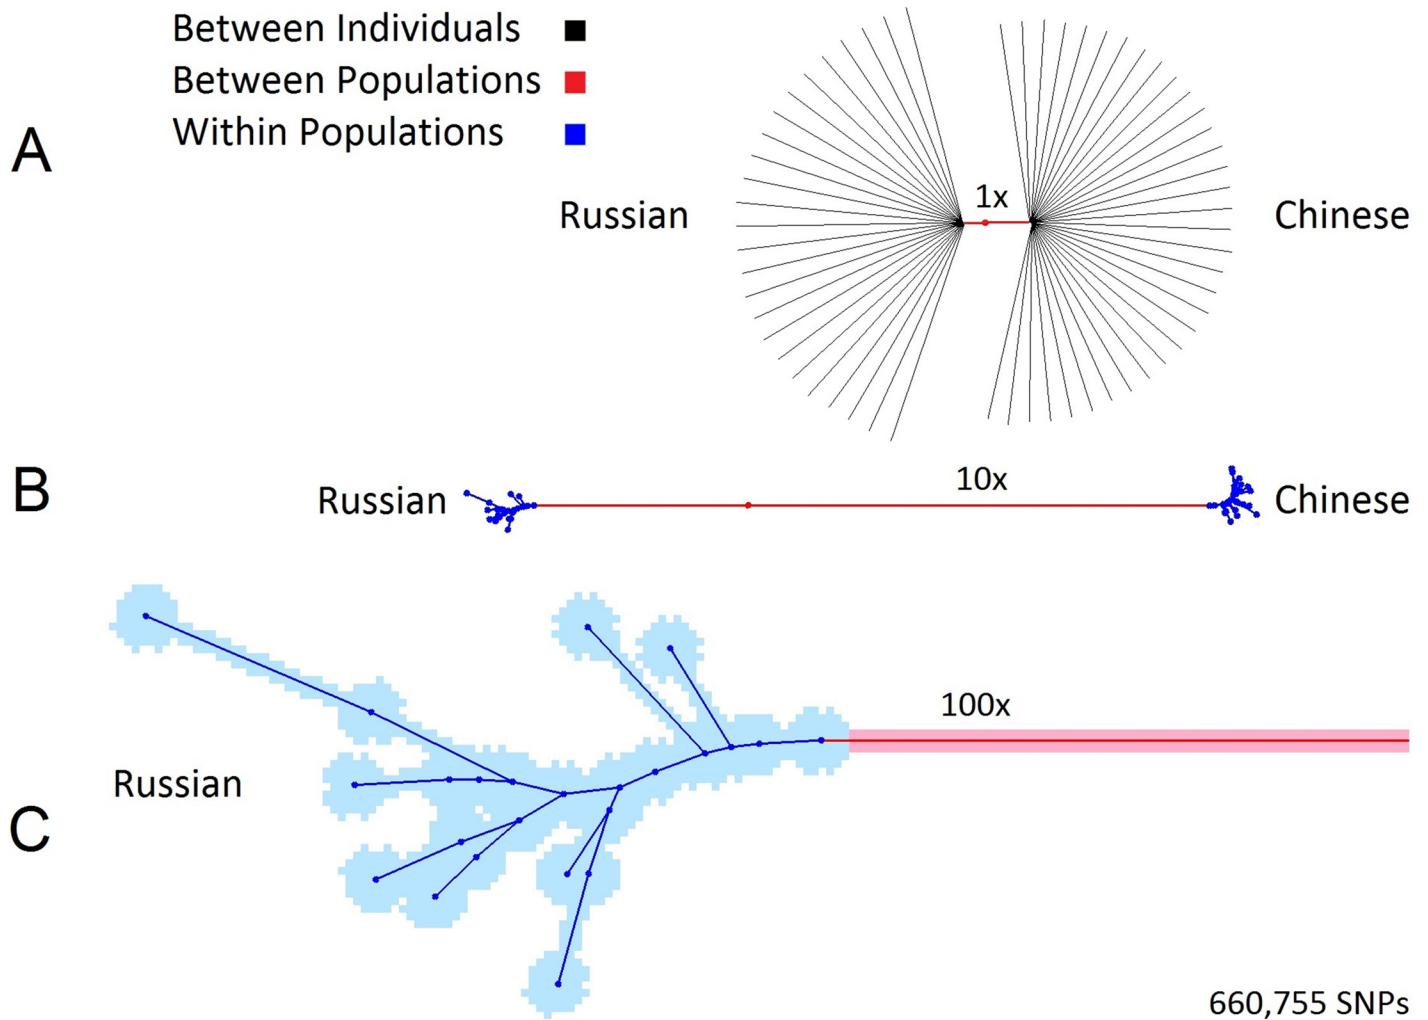 Between Individuals
Between Populations
Within Populations
A
1x
Russian
Chinese
B
10x
Russian
Chinese
100x
Russian
C
660,755 SNPs